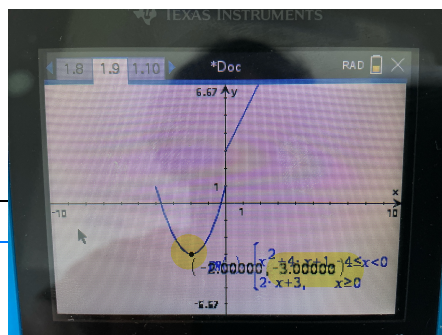 TEXAS INSTRUMENTS
1.8 1.9 1.10 *Doc RAD
6.67 y
1
x
-10 1 10
x²+4·x+1, -4≤x<0
(-2.00000, -3.00000)
2·x+3, x≥0
-6.67